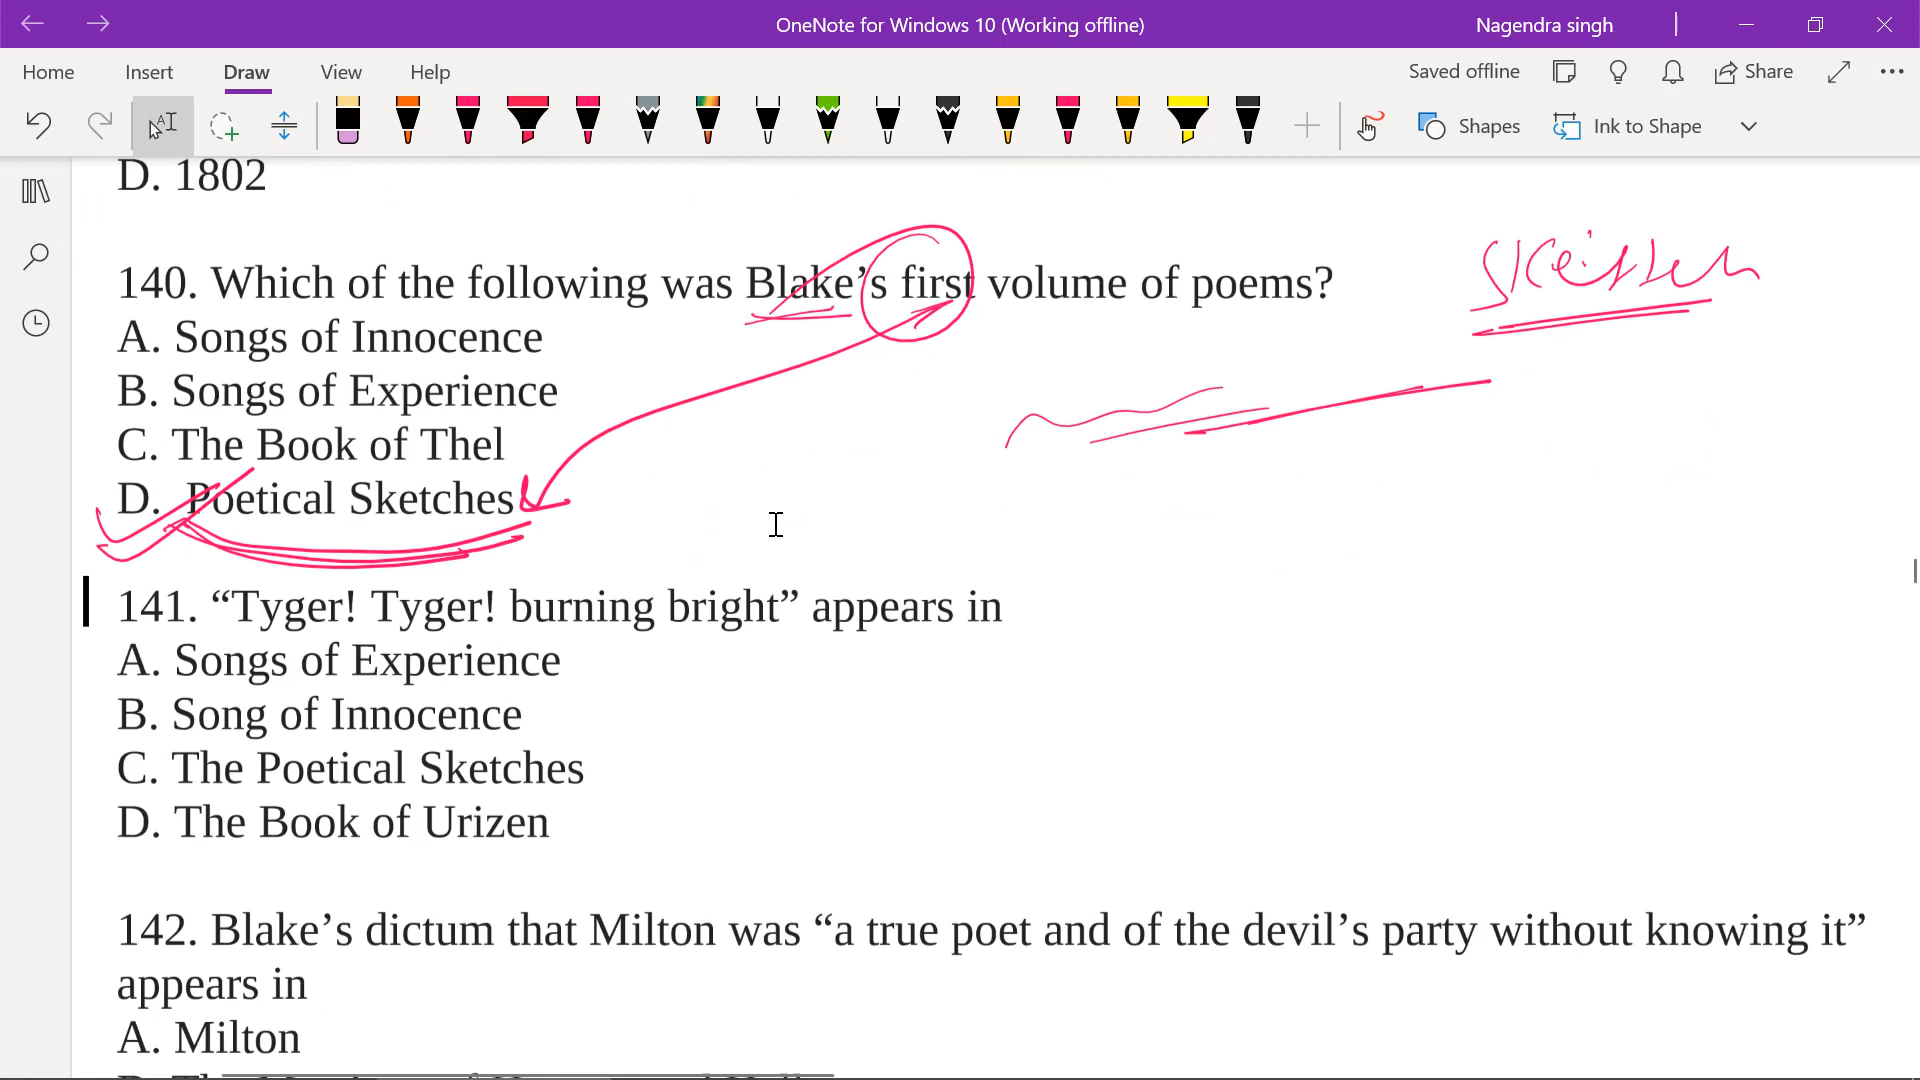 OneNote for Windows 10 (Working offline)
Nagendra singh
Home Insert Draw View Help
Saved offline Share
Shapes Ink to Shape
D. 1802
140. Which of the following was Blake’s first volume of poems?
A. Songs of Innocence
B. Songs of Experience
C. The Book of Thel
D. Poetical Sketches
141. “Tyger! Tyger! burning bright” appears in
A. Songs of Experience
B. Song of Innocence
C. The Poetical Sketches
D. The Book of Urizen
142. Blake’s dictum that Milton was “a true poet and of the devil’s party without knowing it”
appears in
A. Milton